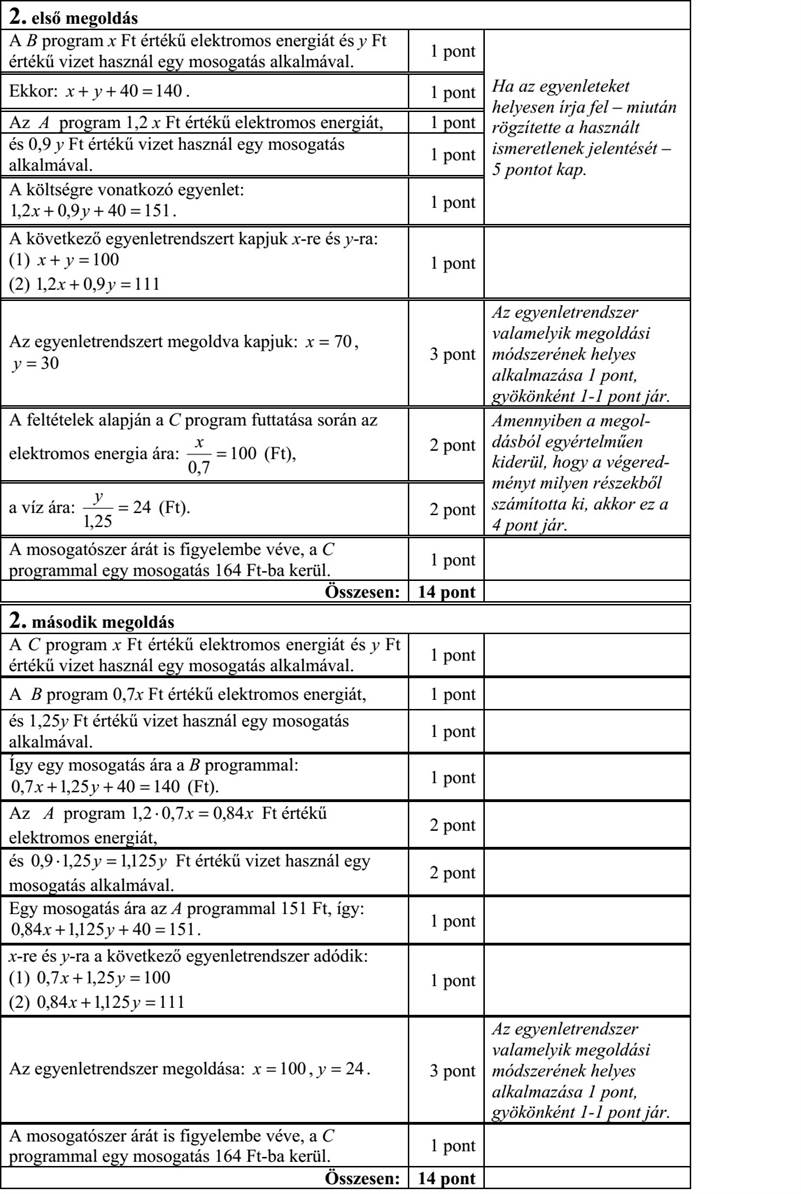 2. első megoldás
A B program x Ft értékű elektromos energiát és y Ft
értékű vizet használ egy mosogatás alkalmával.
1 pont
Ekkor: x + y + 40 = 140 .
1 pont
Az A program 1,2 x Ft értékű elektromos energiát,
1 pont
és 0,9 y Ft értékű vizet használ egy mosogatás
alkalmával.
1 pont
A költségre vonatkozó egyenlet:
1,2x + 0,9y + 40 = 151 .
1 pont
Ha az egyenleteket
helyesen írja fel – miután
rögzítette a használt
ismeretlenek jelentését –
5 pontot kap.
A következő egyenletrendszert kapjuk x-re és y-ra:
(1) x + y = 100
(2) 1,2x + 0,9y = 111
1 pont
Az egyenletrendszert megoldva kapjuk: x = 70 ,
y = 30
3 pont
Az egyenletrendszer
valamelyik megoldási
módszerének helyes
alkalmazása 1 pont,
gyökönként 1-1 pont jár.
A feltételek alapján a C program futtatása során az
elektromos energia ára: x/0,7 = 100 (Ft),
2 pont
a víz ára: y/1,25 = 24 (Ft).
2 pont
Amennyiben a megol-
dásból egyértelműen
kiderül, hogy a végered-
ményt milyen részekből
számította ki, akkor ez a
4 pont jár.
A mosogatószer árát is figyelembe véve, a C
programmal egy mosogatás 164 Ft-ba kerül.
1 pont
Összesen: 14 pont
2. második megoldás
A C program x Ft értékű elektromos energiát és y Ft
értékű vizet használ egy mosogatás alkalmával.
1 pont
A B program 0,7x Ft értékű elektromos energiát,
1 pont
és 1,25y Ft értékű vizet használ egy mosogatás
alkalmával.
1 pont
Így egy mosogatás ára a B programmal:
0,7x + 1,25y + 40 = 140 (Ft).
1 pont
Az A program 1,2 · 0,7x = 0,84x Ft értékű
elektromos energiát,
2 pont
és 0,9 · 1,25y = 1,125y Ft értékű vizet használ egy
mosogatás alkalmával.
2 pont
Egy mosogatás ára az A programmal 151 Ft, így:
0,84x + 1,125y + 40 = 151 .
1 pont
x-re és y-ra a következő egyenletrendszer adódik:
(1) 0,7x + 1,25y = 100
(2) 0,84x + 1,125y = 111
1 pont
Az egyenletrendszer megoldása: x = 100 , y = 24 .
3 pont
Az egyenletrendszer
valamelyik megoldási
módszerének helyes
alkalmazása 1 pont,
gyökönként 1-1 pont jár.
A mosogatószer árát is figyelembe véve, a C
programmal egy mosogatás 164 Ft-ba kerül.
1 pont
Összesen: 14 pont